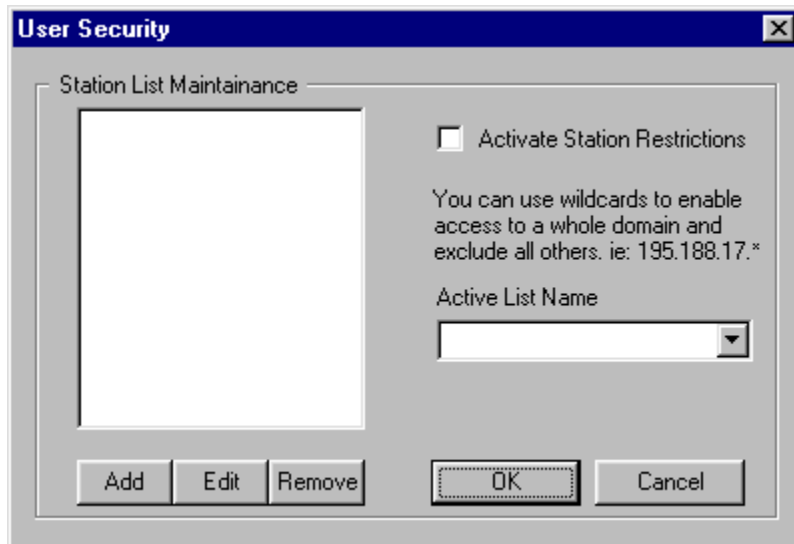 User Security
Station List Maintainance
Activate Station Restrictions
You can use wildcards to enable
access to a whole domain and
exclude all others. ie: 195.188.17.*
Active List Name
Add
Edit
Remove
OK
Cancel